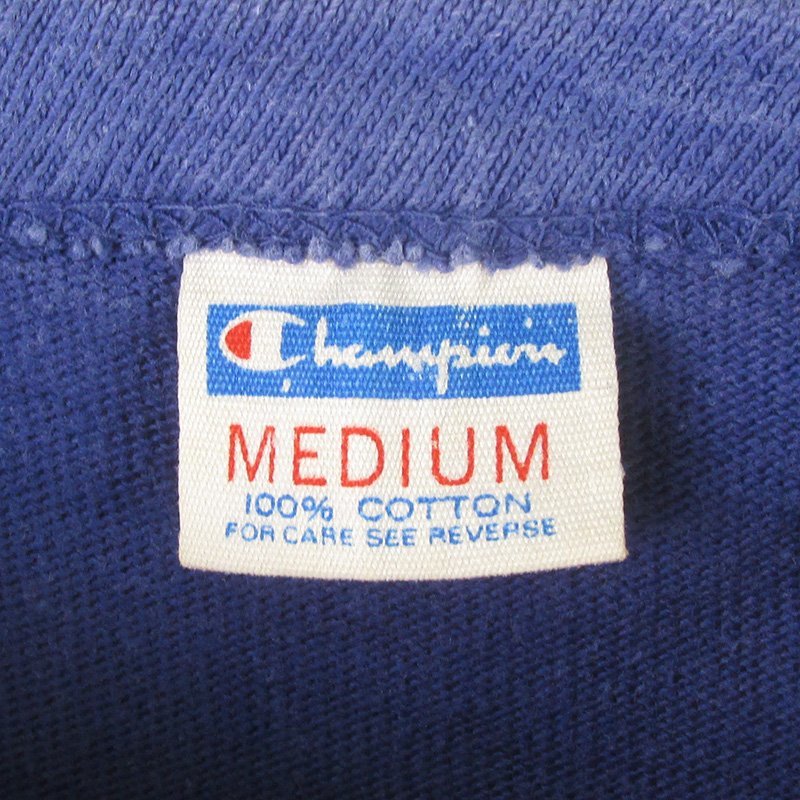 Champion
MEDIUM
100% COTTON
FOR CARE SEE REVERSE